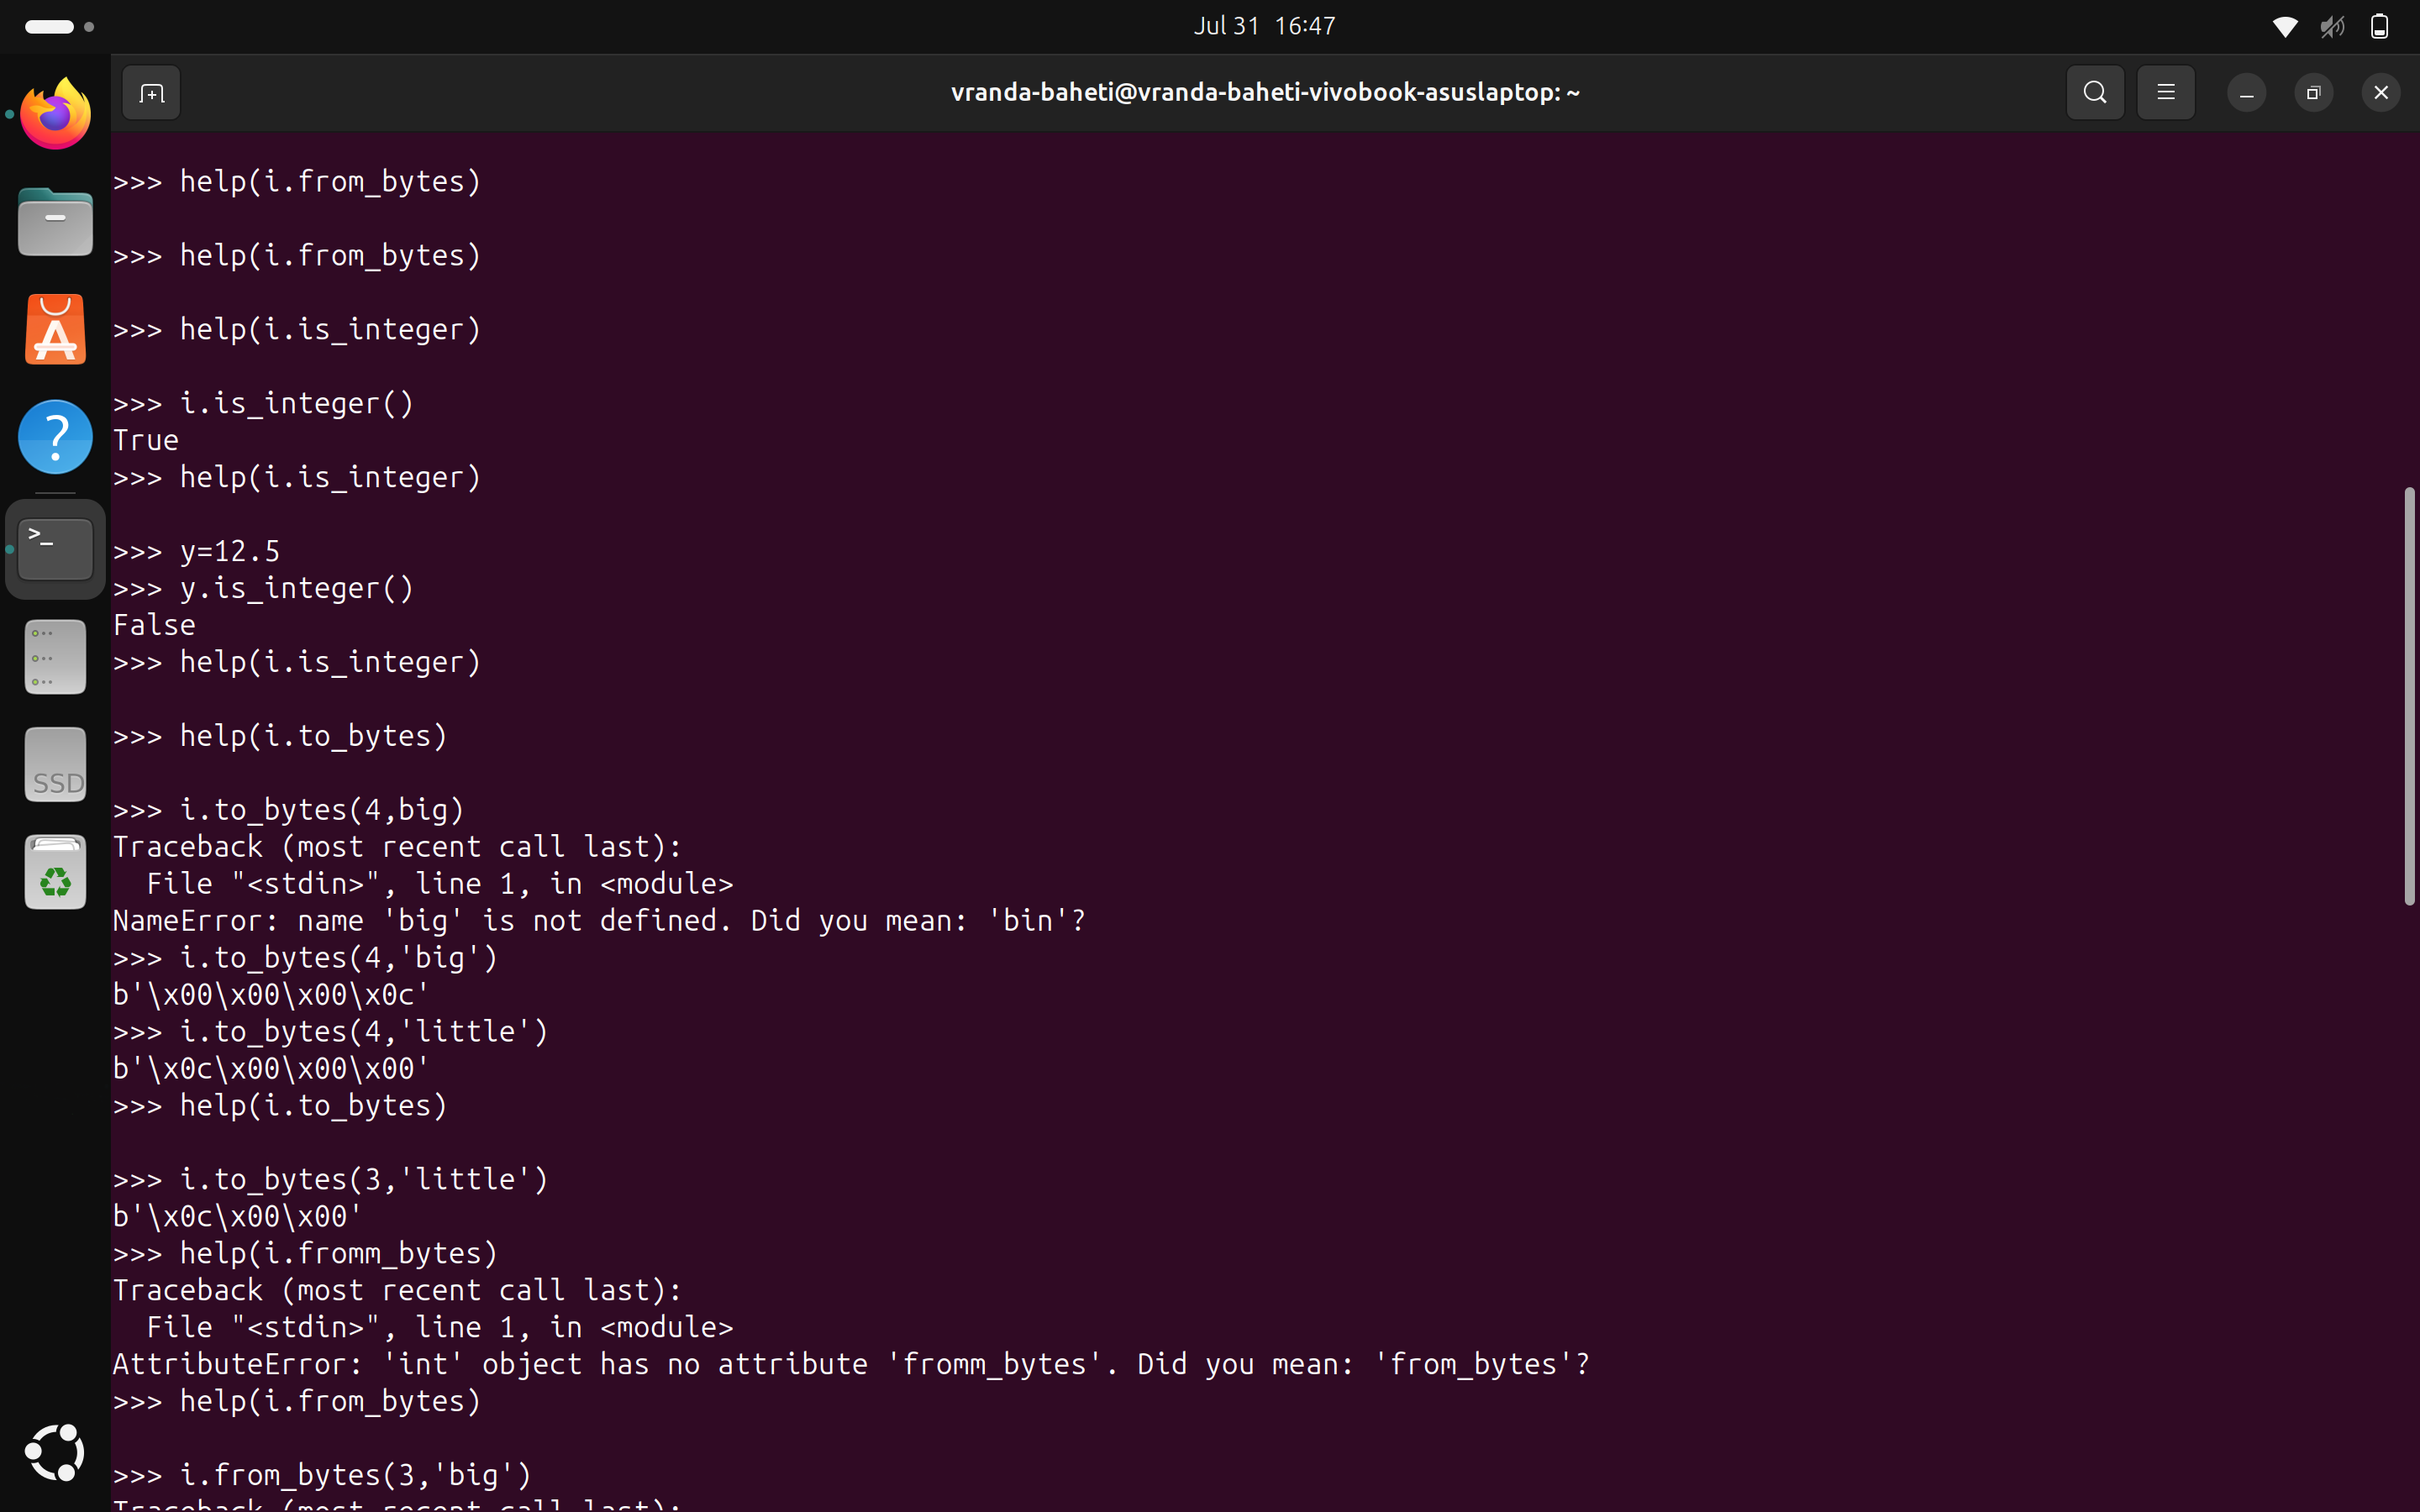 Jul 31 16:47
vranda-baheti@vranda-baheti-vivobook-asuslaptop: ~
>>> help(i.from_bytes)
>>> help(i.from_bytes)
>>> help(i.is_integer)
>>> i.is_integer()
True
>>> help(i.is_integer)
>>> y=12.5
>>> y.is_integer()
False
>>> help(i.is_integer)
>>> help(i.to_bytes)
>>> i.to_bytes(4,big)
Traceback (most recent call last):
  File "<stdin>", line 1, in <module>
NameError: name 'big' is not defined. Did you mean: 'bin'?
>>> i.to_bytes(4,'big')
b'\x00\x00\x00\x0c'
>>> i.to_bytes(4,'little')
b'\x0c\x00\x00\x00'
>>> help(i.to_bytes)
>>> i.to_bytes(3,'little')
b'\x0c\x00\x00'
>>> help(i.fromm_bytes)
Traceback (most recent call last):
  File "<stdin>", line 1, in <module>
AttributeError: 'int' object has no attribute 'fromm_bytes'. Did you mean: 'from_bytes'?
>>> help(i.from_bytes)
>>> i.from_bytes(3,'big')
Traceback (most recent call last):
SSD